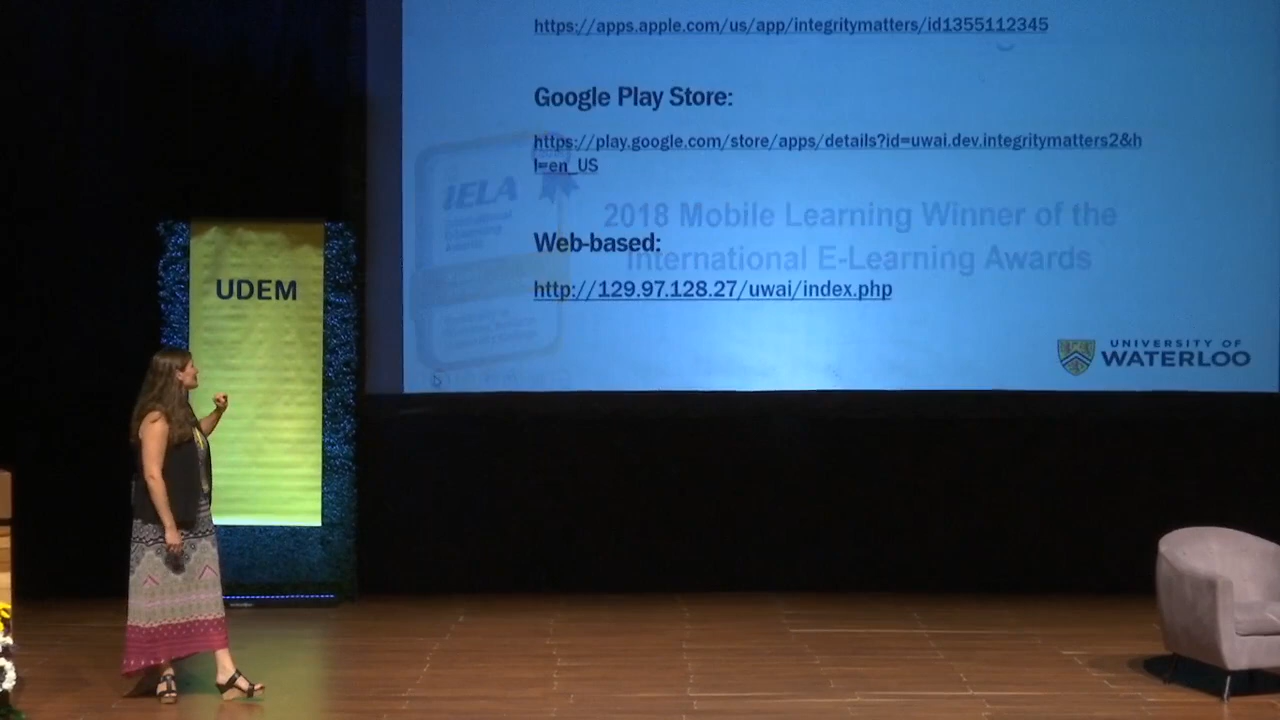 https://apps.apple.com/us/app/integritymatters/id1355112345
Google Play Store:
https://play.google.com/store/apps/details?id=uwai.dev.integritymatters2&h
l=en_US
IELA
2018 Mobile Learning Winner of the
International E-Learning Awards
Web-based:
http://129.97.128.27/uwai/index.php
UNIVERSITY OF
WATERLOO
UDEM